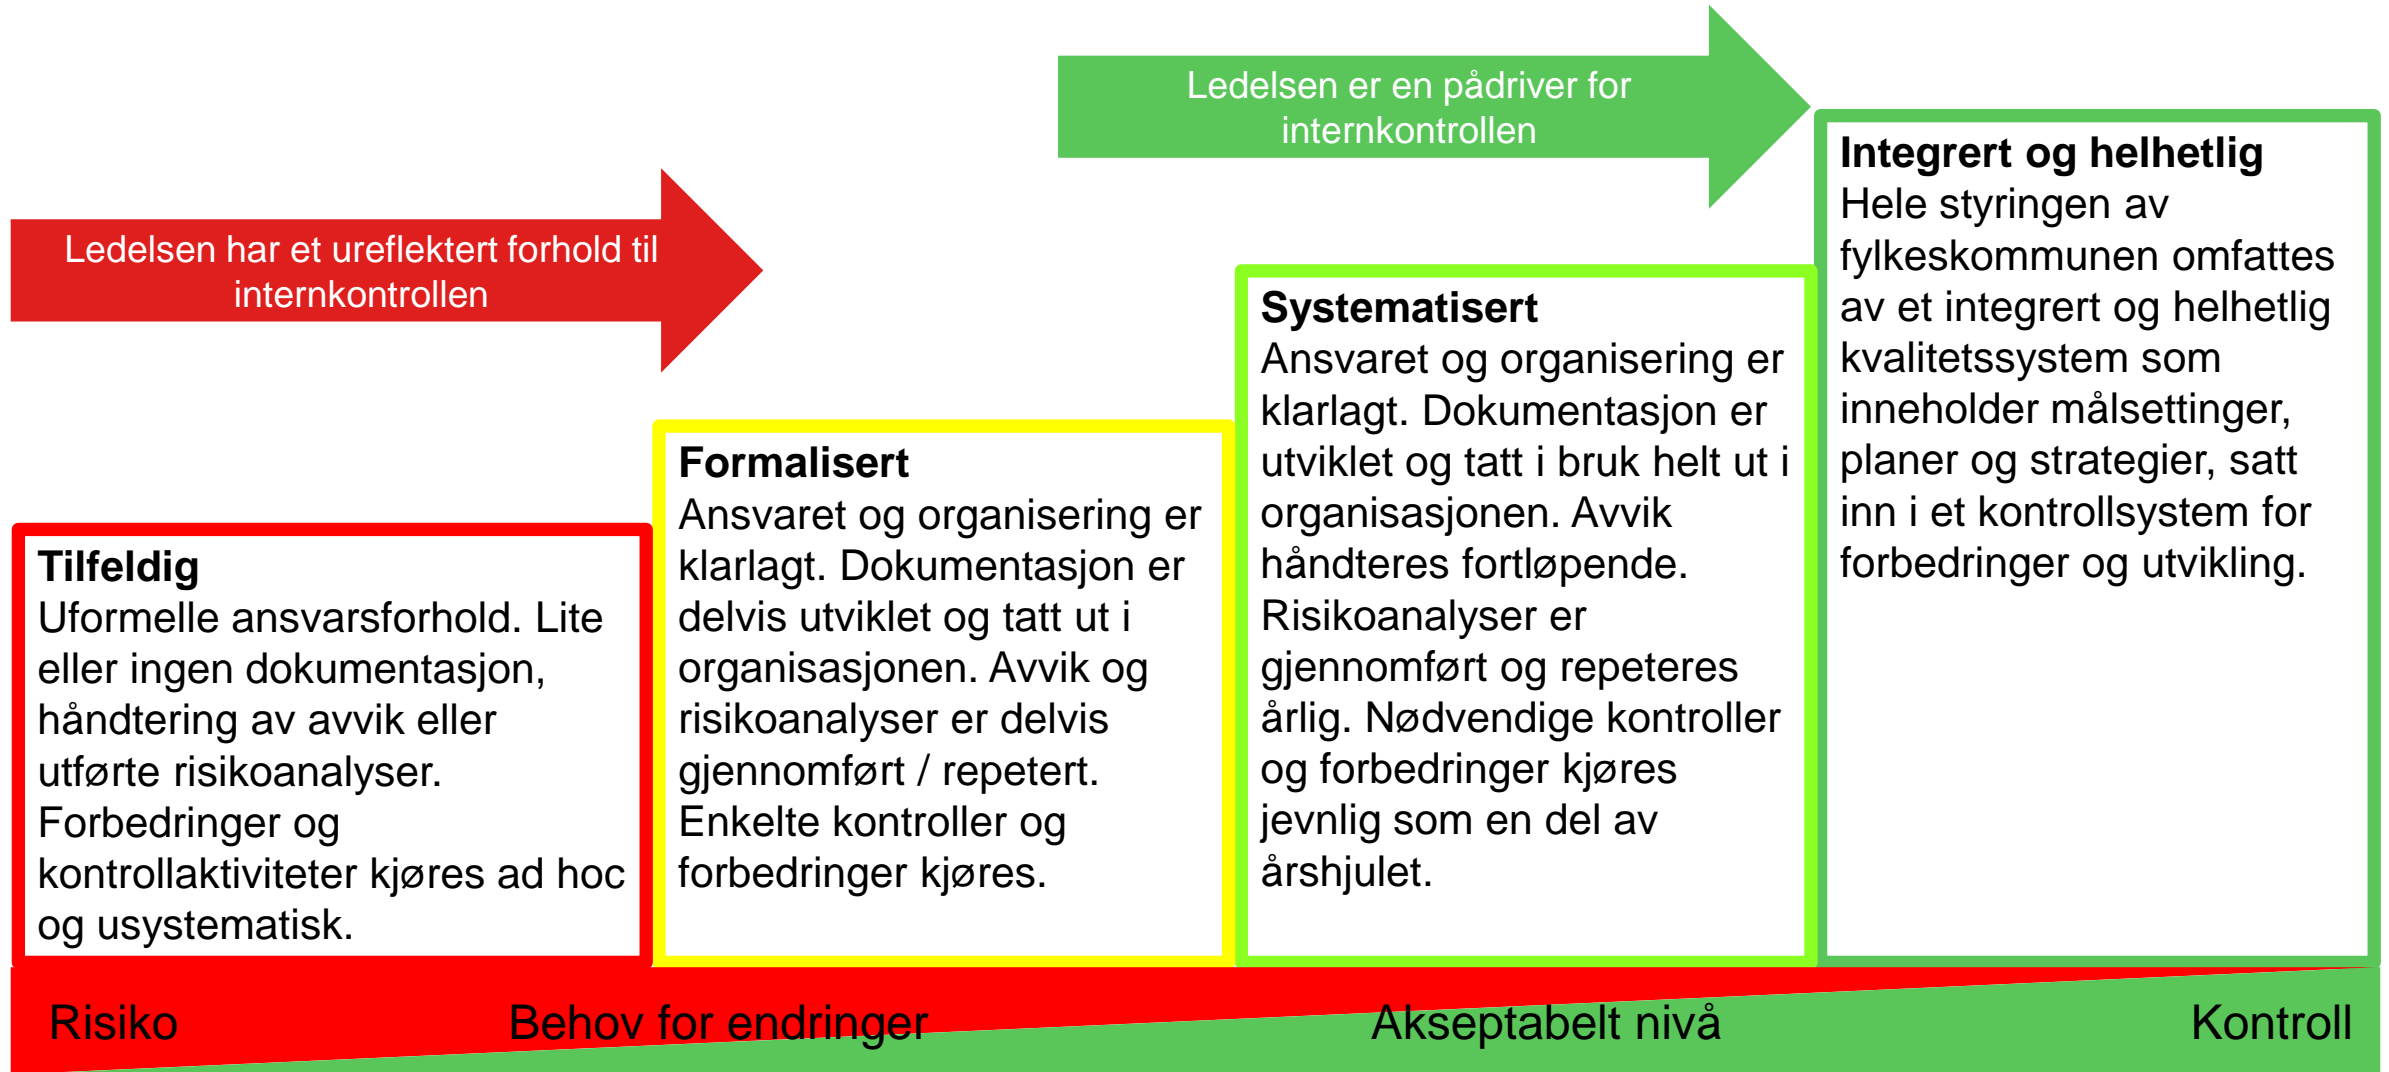 Ledelsen er en pådriver for
internkontrollen
Ledelsen har et ureflektert forhold til
internkontrollen
Tilfeldig
Uformelle ansvarsforhold. Lite
eller ingen dokumentasjon,
håndtering av avvik eller
utførte risikoanalyser.
Forbedringer og
kontrollaktiviteter kjøres ad hoc
og usystematisk.
Formalisert
Ansvaret og organisering er
klarlagt. Dokumentasjon er
delvis utviklet og tatt ut i
organisasjonen. Avvik og
risikoanalyser er delvis
gjennomført / repetert.
Enkelte kontroller og
forbedringer kjøres.
Systematisert
Ansvaret og organisering er
klarlagt. Dokumentasjon er
utviklet og tatt i bruk helt ut i
organisasjonen. Avvik
håndteres fortløpende.
Risikoanalyser er
gjennomført og repeteres
årlig. Nødvendige kontroller
og forbedringer kjøres
jevnlig som en del av
årshjulet.
Integrert og helhetlig
Hele styringen av
fylkeskommunen omfattes
av et integrert og helhetlig
kvalitetssystem som
inneholder målsettinger,
planer og strategier, satt
inn i et kontrollsystem for
forbedringer og utvikling.
Risiko
Behov for endringer
Akseptabelt nivå
Kontroll